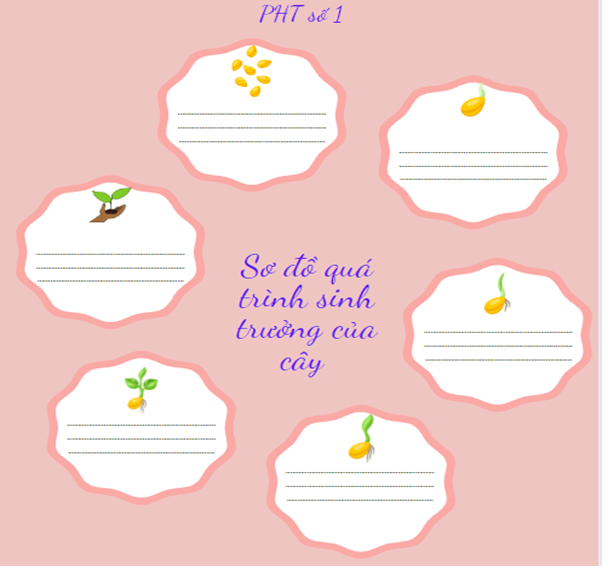 PHT số 1
Sơ đồ quá
trình sinh
trưởng của
cây